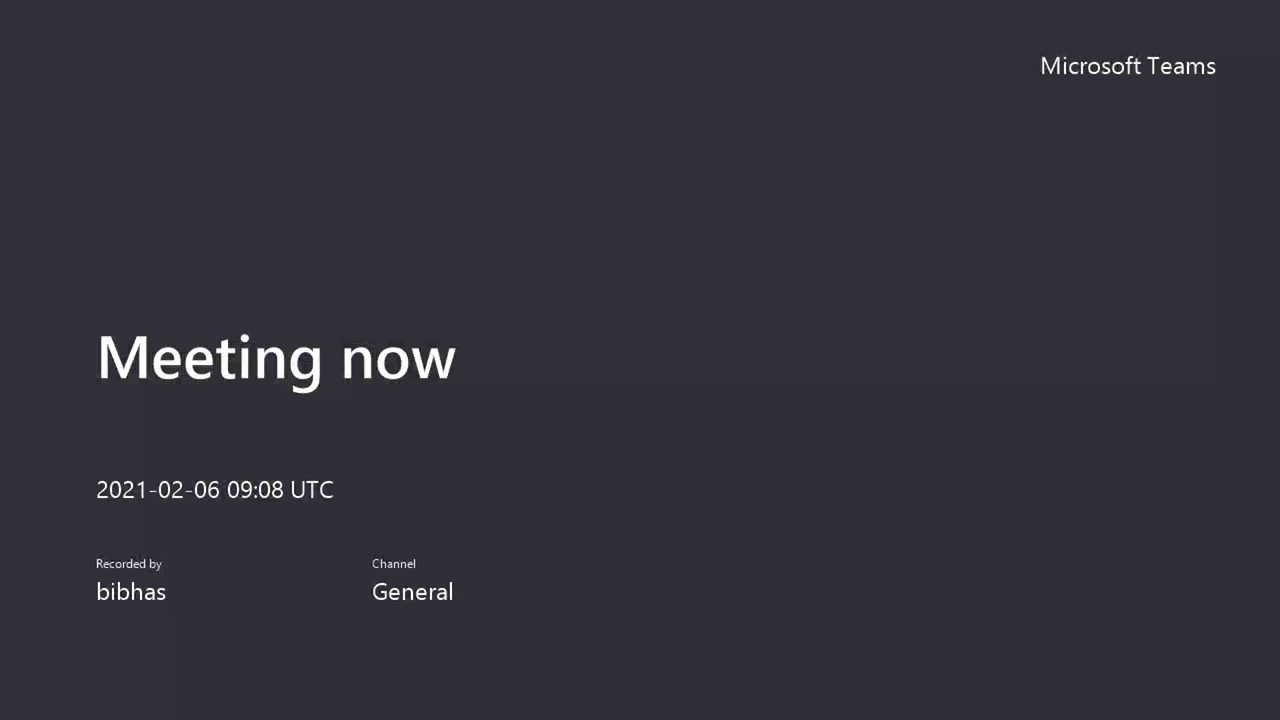 Microsoft Teams
Meeting now
2021-02-06 09:08 UTC
Recorded by
bibhas
Channel
General